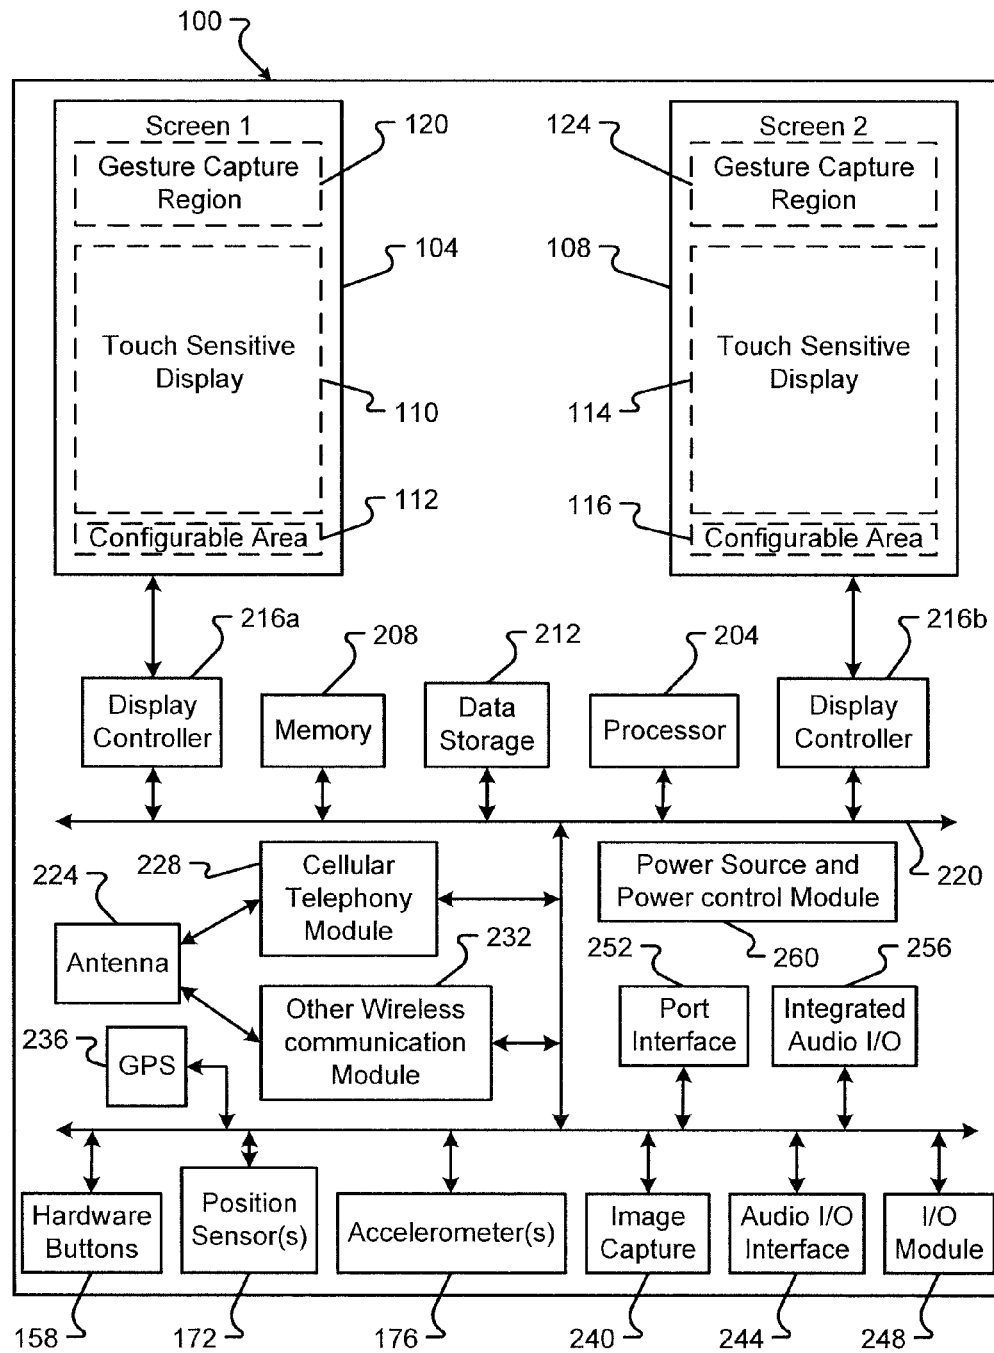 100
Screen 1
120
124
Screen 2
Gesture Capture
Region
Gesture Capture
Region
104
108
Touch Sensitive
Display
Touch Sensitive
Display
110
114
112
116
Configurable Area
Configurable Area
216a
208
212
204
216b
Display
Controller
Memory
Data
Storage
Processor
Display
Controller
228
Cellular
Telephony
Module
Power Source and
Power control Module
220
224
Antenna
232
252
260
256
Other Wireless
communication
Module
Port
Interface
Integrated
Audio I/O
236
GPS
Hardware
Buttons
Position
Sensor(s)
Accelerometer(s)
Image
Capture
Audio I/O
Interface
I/O
Module
158
172
176
240
244
248